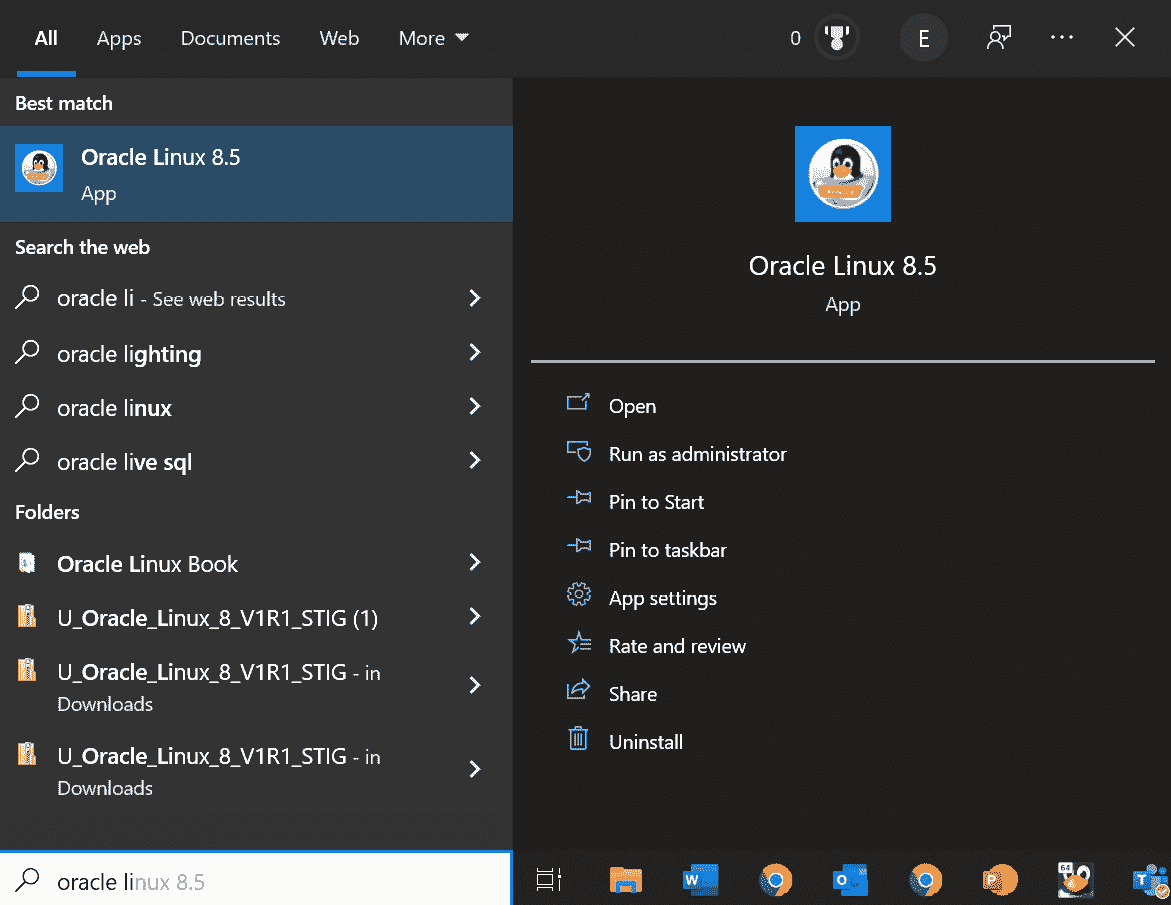 All Apps Documents Web More 0 E
Best match
Oracle Linux 8.5
App
Search the web
oracle li - See web results
oracle lighting
oracle linux
oracle live sql
Folders
Oracle Linux Book
U_Oracle_Linux_8_V1R1_STIG (1)
U_Oracle_Linux_8_V1R1_STIG - in
Downloads
U_Oracle_Linux_8_V1R1_STIG - in
Downloads
oracle linux 8.5
Oracle Linux 8.5
App
Open
Run as administrator
Pin to Start
Pin to taskbar
App settings
Rate and review
Share
Uninstall
W O P 64 T